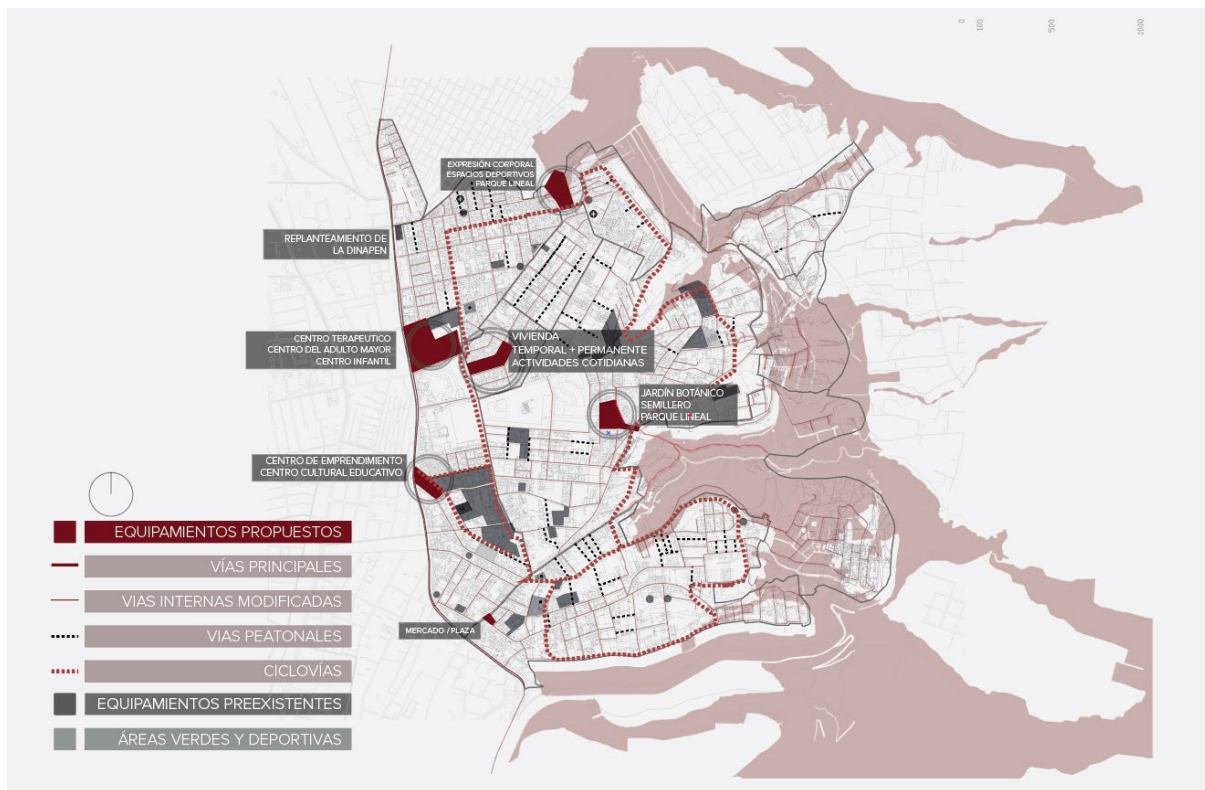 0
100
500
1000
EXPRESIÓN CORPORAL
ESPACIOS DEPORTIVOS
PARQUE LINEAL
REPLANTEAMIENTO DE
LA DINAPEN
CENTRO TERAPEUTICO
CENTRO DEL ADULTO MAYOR
CENTRO INFANTIL
VIVIENDA
TEMPORAL + PERMANENTE
ACTIVIDADES COTIDIANAS
JARDÍN BOTÁNICO
SEMILLERO
PARQUE LINEAL
CENTRO DE EMPRENDIMIENTO
CENTRO CULTURAL EDUCATIVO
MERCADO / PLAZA
EQUIPAMIENTOS PROPUESTOS
VÍAS PRINCIPALES
VIAS INTERNAS MODIFICADAS
VIAS PEATONALES
CICLOVÍAS
EQUIPAMIENTOS PREEXISTENTES
ÁREAS VERDES Y DEPORTIVAS